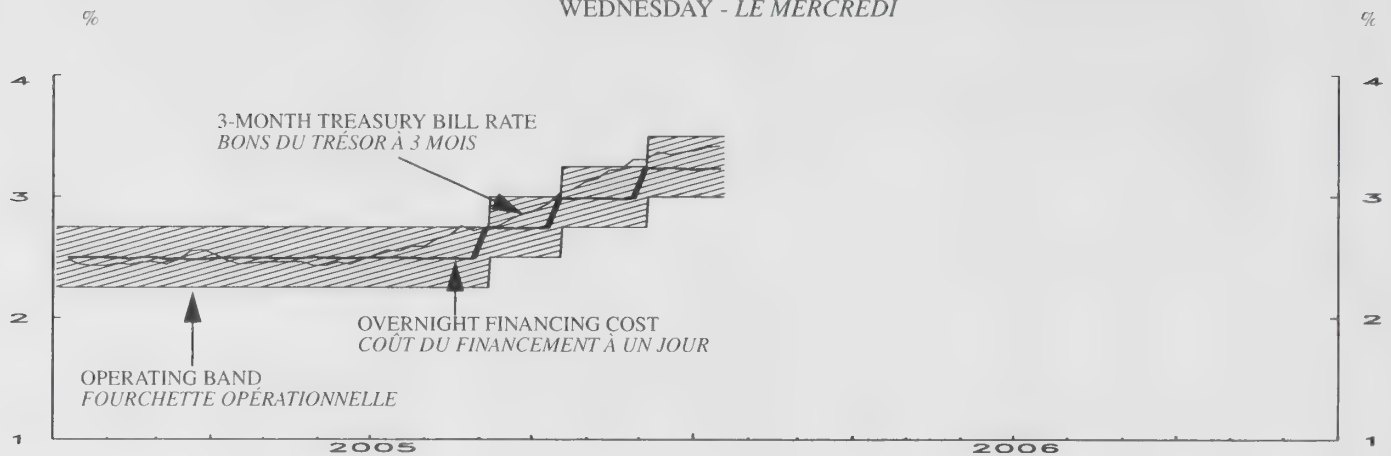 WEDNESDAY - LE MERCREDI
% %
4 4
3-MONTH TREASURY BILL RATE
BONS DU TRÉSOR À 3 MOIS
3 3
2 2
OVERNIGHT FINANCING COST
COÛT DU FINANCEMENT À UN JOUR
OPERATING BAND
FOURCHETTE OPÉRATIONNELLE
1 1
2005 2006